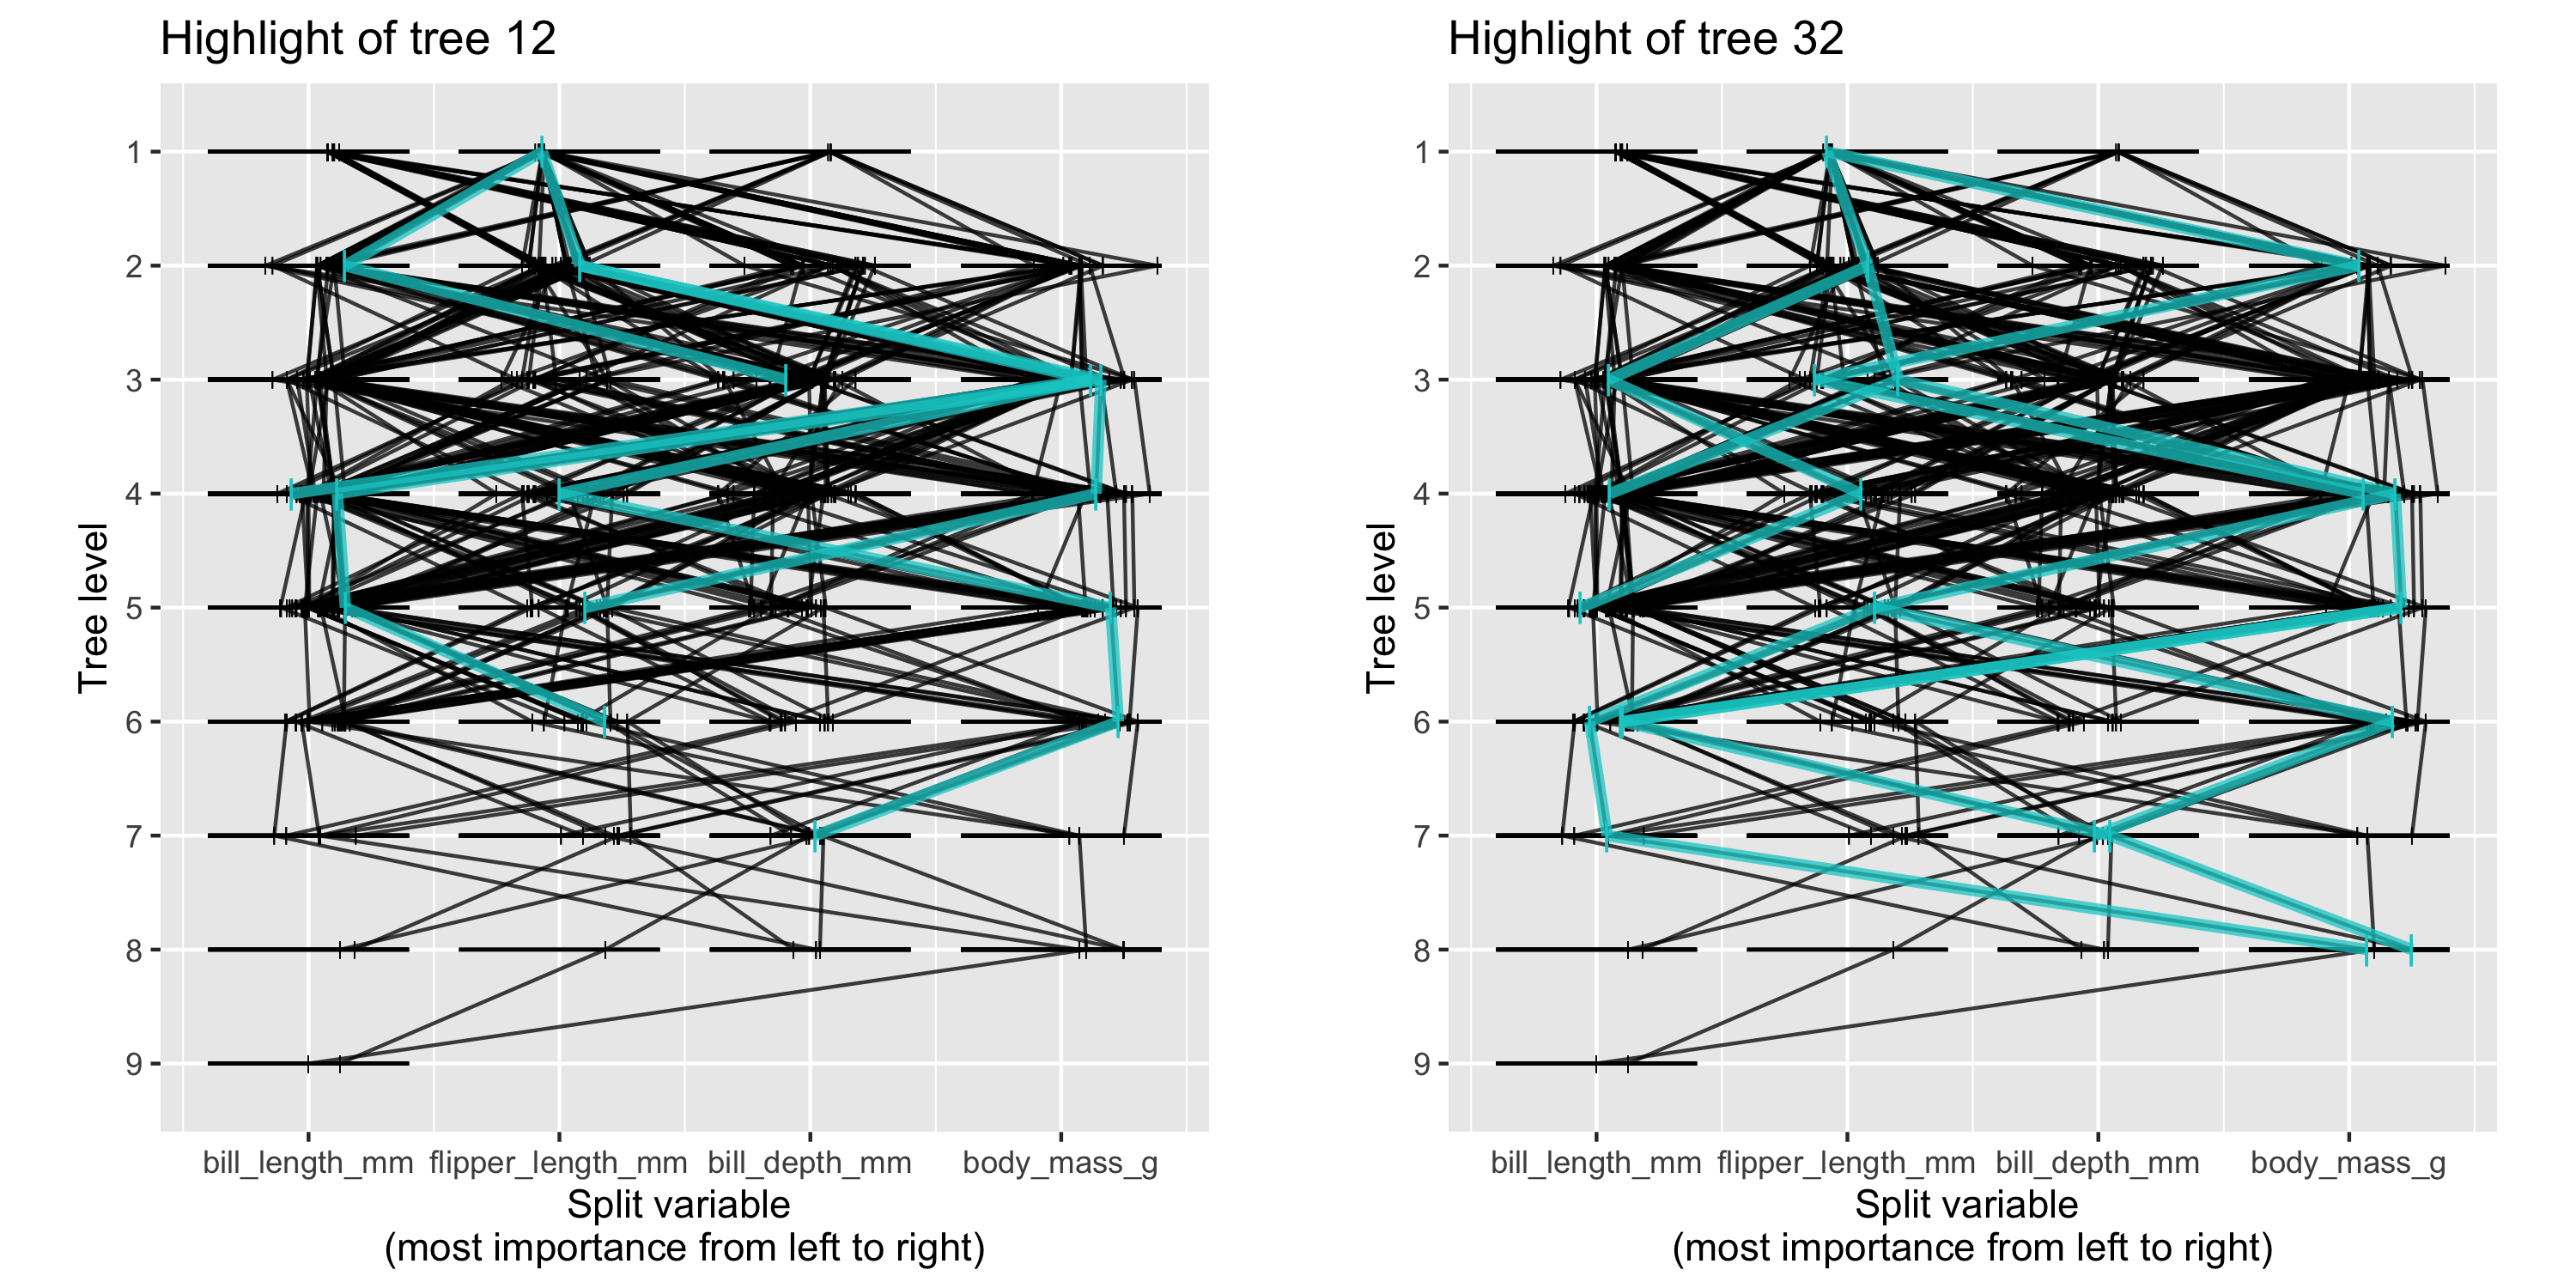 Highlight of tree 12
Tree level
1
2
3
4
5
6
7
8
9
bill_length_mm flipper_length_mm bill_depth_mm body_mass_g
Split variable
(most importance from left to right)
Highlight of tree 32
Tree level
1
2
3
4
5
6
7
8
9
bill_length_mm flipper_length_mm bill_depth_mm body_mass_g
Split variable
(most importance from left to right)